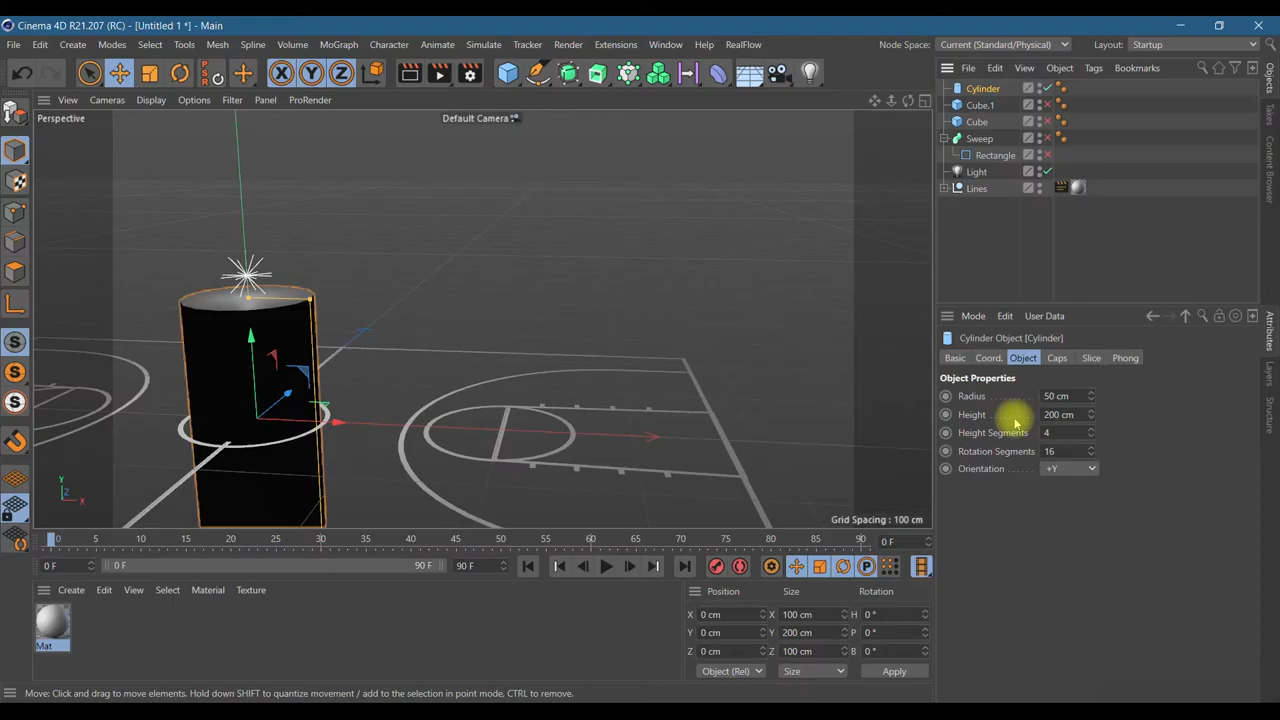 Cinema 4D R21.207 (RC) - [Untitled 1 *] - Main
File Edit Create Modes Select Tools Mesh Spline Volume MoGraph Character Animate Simulate Tracker Render Extensions Window Help RealFlow Node Space: Current (Standard/Physical) Layout: Startup
PSR X Y Z
File Edit View Object Tags Bookmarks
View Cameras Display Options Filter Panel ProRender
Perspective
Default Camera
Cylinder
Cube.1
Cube
Sweep
Rectangle
Light
Lines
Objects
Takes
Content Browser
Attributes
Layers
Structure
Mode Edit User Data
Cylinder Object [Cylinder]
Basic Coord. Object Caps Slice Phong
Object Properties
Radius 50 cm
Height 200 cm
Height Segments 4
Rotation Segments 16
Orientation +Y
Y
Z
X
Grid Spacing : 100 cm
0 5 10 15 20 25 30 35 40 45 50 55 60 65 70 75 80 85 90 0 F
0 F 0 F 90 F 90 F
Create Edit View Select Material Texture
Mat
Position Size Rotation
X 0 cm X 100 cm H 0 °
Y 0 cm Y 200 cm P 0 °
Z 0 cm Z 100 cm B 0 °
Object (Rel) Size Apply
Move: Click and drag to move elements. Hold down SHIFT to quantize movement / add to the selection in point mode, CTRL to remove.